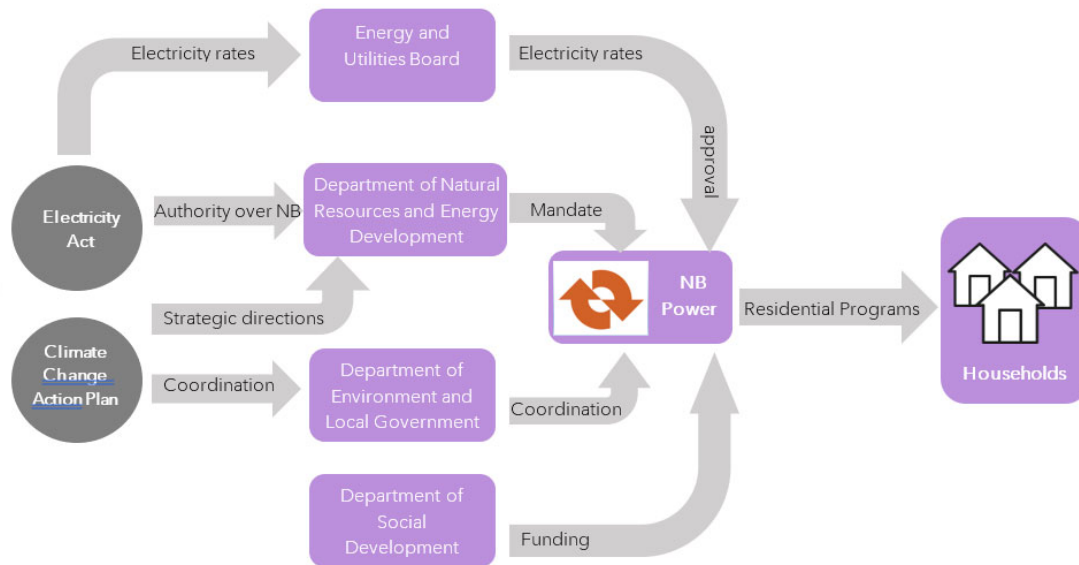 Electricity rates
Energy and
Utilities Board
Electricity rates
approval
Electricity
Act
Authority over NB
Department of Natural
Resources and Energy
Development
Mandate
Strategic directions
NB
Power
Residential Programs
Households
Climate
Change
Action Plan
Coordination
Department of
Environment and
Local Government
Coordination
Department of
Social
Development
Funding